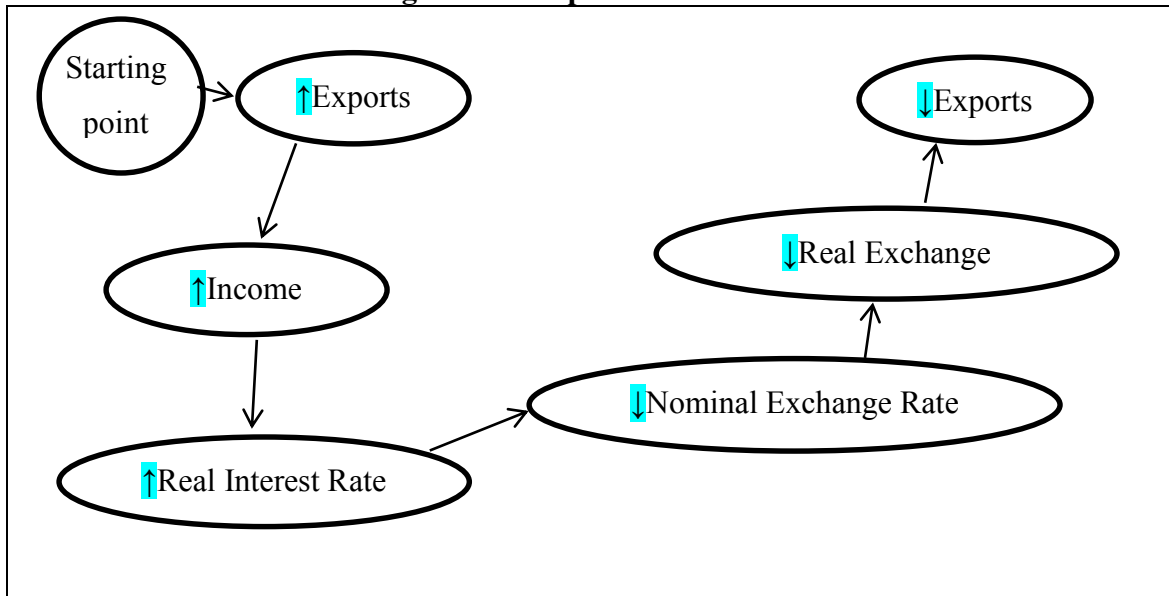 Starting
point
↑Exports
↑Income
↑Real Interest Rate
↓Nominal Exchange Rate
↓Real Exchange
↓Exports